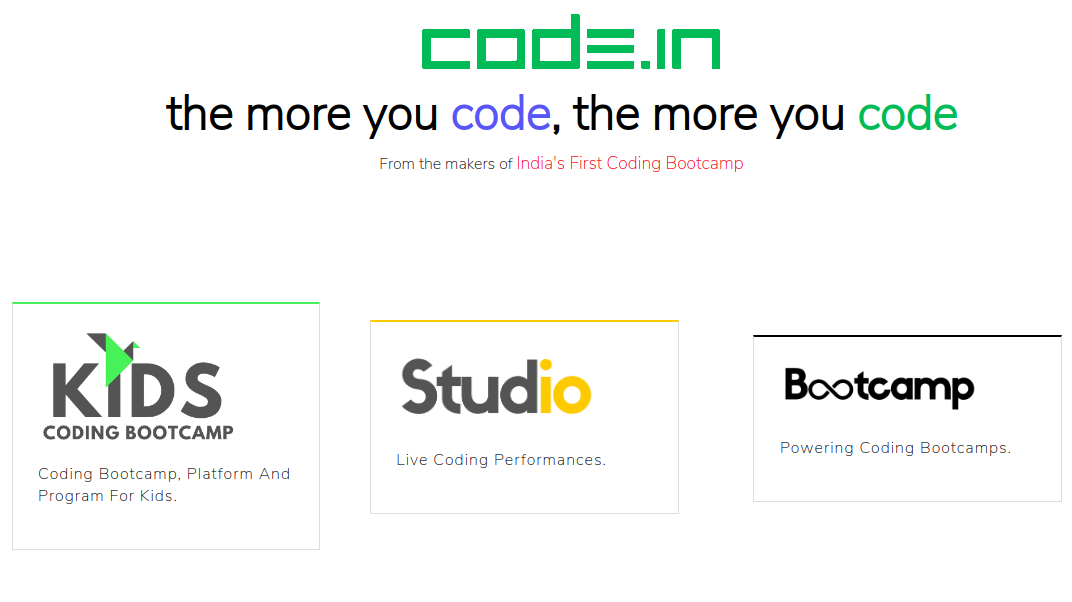 code.in
the more you code, the more you code
From the makers of India's First Coding Bootcamp
KIDS
CODING BOOTCAMP
Coding Bootcamp, Platform And
Program For Kids.
Studio
Live Coding Performances.
Bootcamp
Powering Coding Bootcamps.